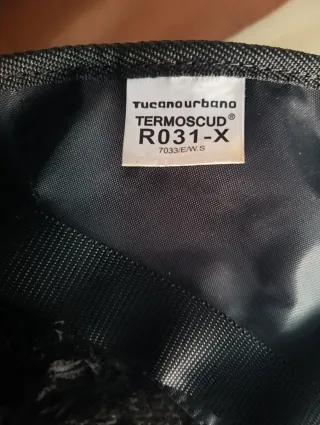 Tucanourbano
TERMOSCUD®
R031-X
7033/E/W.S